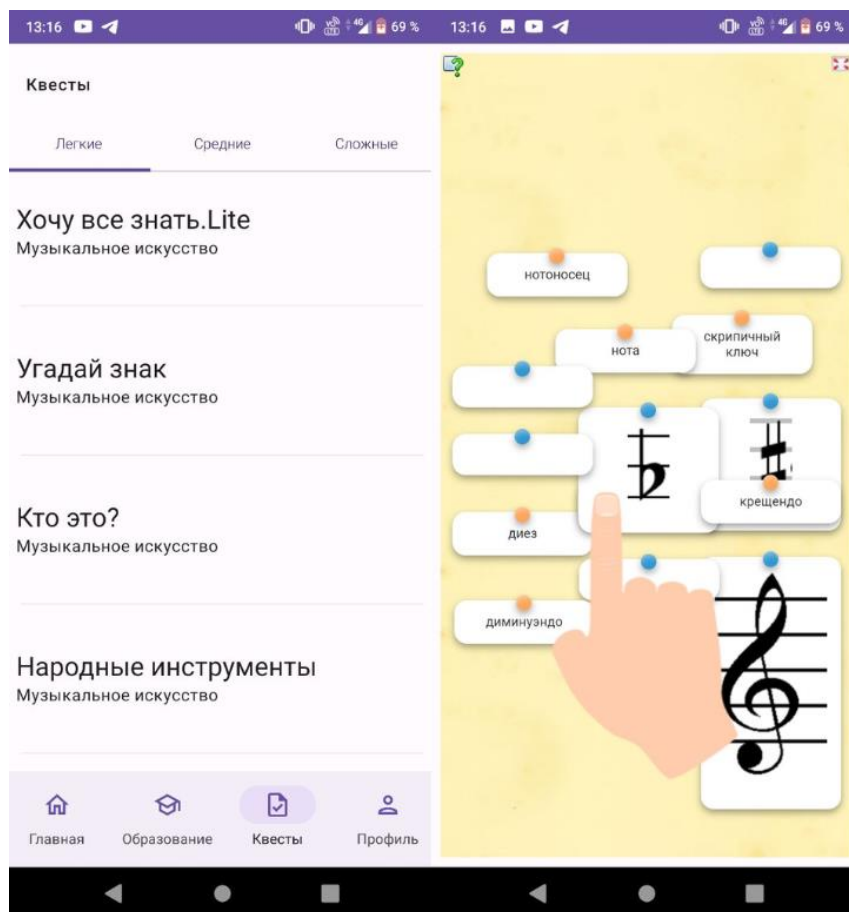 13:16
69 %
Квесты
Легкие
Средние
Сложные
Хочу все знать.Lite
Музыкальное искусство
Угадай знак
Музыкальное искусство
Кто это?
Музыкальное искусство
Народные инструменты
Музыкальное искусство
Главная
Образование
Квесты
Профиль
13:16
69 %
нотоносец
нота
скрипичный
ключ
крещендо
диез
диминуэндо